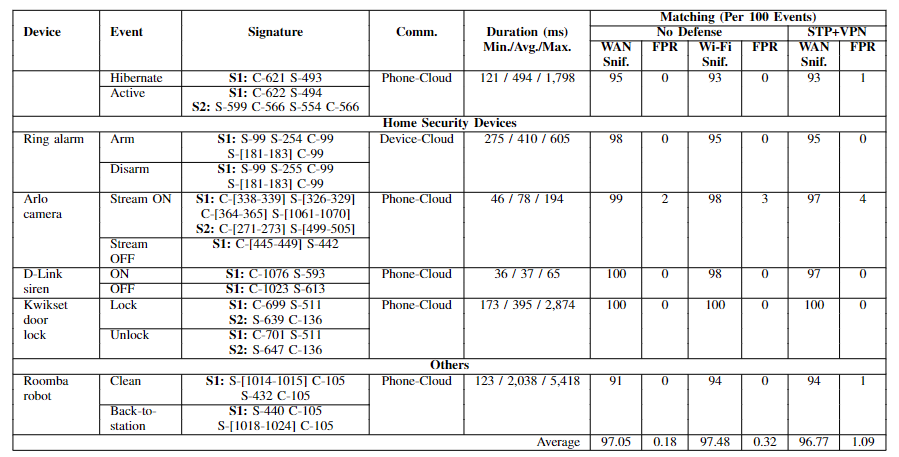 Device Event Signature Comm. Duration (ms) Min./Avg./Max. Matching (Per 100 Events)
No Defense STP+VPN
WAN Snif. FPR Wi-Fi Snif. FPR WAN Snif. FPR
Hibernate S1: C-621 S-493 Phone-Cloud 121 / 494 / 1,798 95 0 93 0 93 1
Active S1: C-622 S-494
S2: S-599 C-566 S-554 C-566
Home Security Devices
Ring alarm Arm S1: S-99 S-254 C-99 Device-Cloud 275 / 410 / 605 98 0 95 0 95 0
S-[181-183] C-99
Disarm S1: S-99 S-255 C-99
S-[181-183] C-99
Arlo Stream ON S1: C-[338-339] S-[326-329] Phone-Cloud 46 / 78 / 194 99 2 98 3 97 4
camera C-[364-365] S-[1061-1070]
S2: C-[271-273] S-[499-505]
Stream S1: C-[445-449] S-442
OFF
D-Link ON S1: C-1076 S-593 Phone-Cloud 36 / 37 / 65 100 0 98 0 97 0
siren OFF S1: C-1023 S-613
Kwikset Lock S1: C-699 S-511 Phone-Cloud 173 / 395 / 2,874 100 0 100 0 100 0
door S2: S-639 C-136
lock Unlock S1: C-701 S-511
S2: S-647 C-136
Others
Roomba Clean S1: S-[1014-1015] C-105 Phone-Cloud 123 / 2,038 / 5,418 91 0 94 0 94 1
robot S-432 C-105
Back-to- S1: S-440 C-105
station S-[1018-1024] C-105
Average 97.05 0.18 97.48 0.32 96.77 1.09